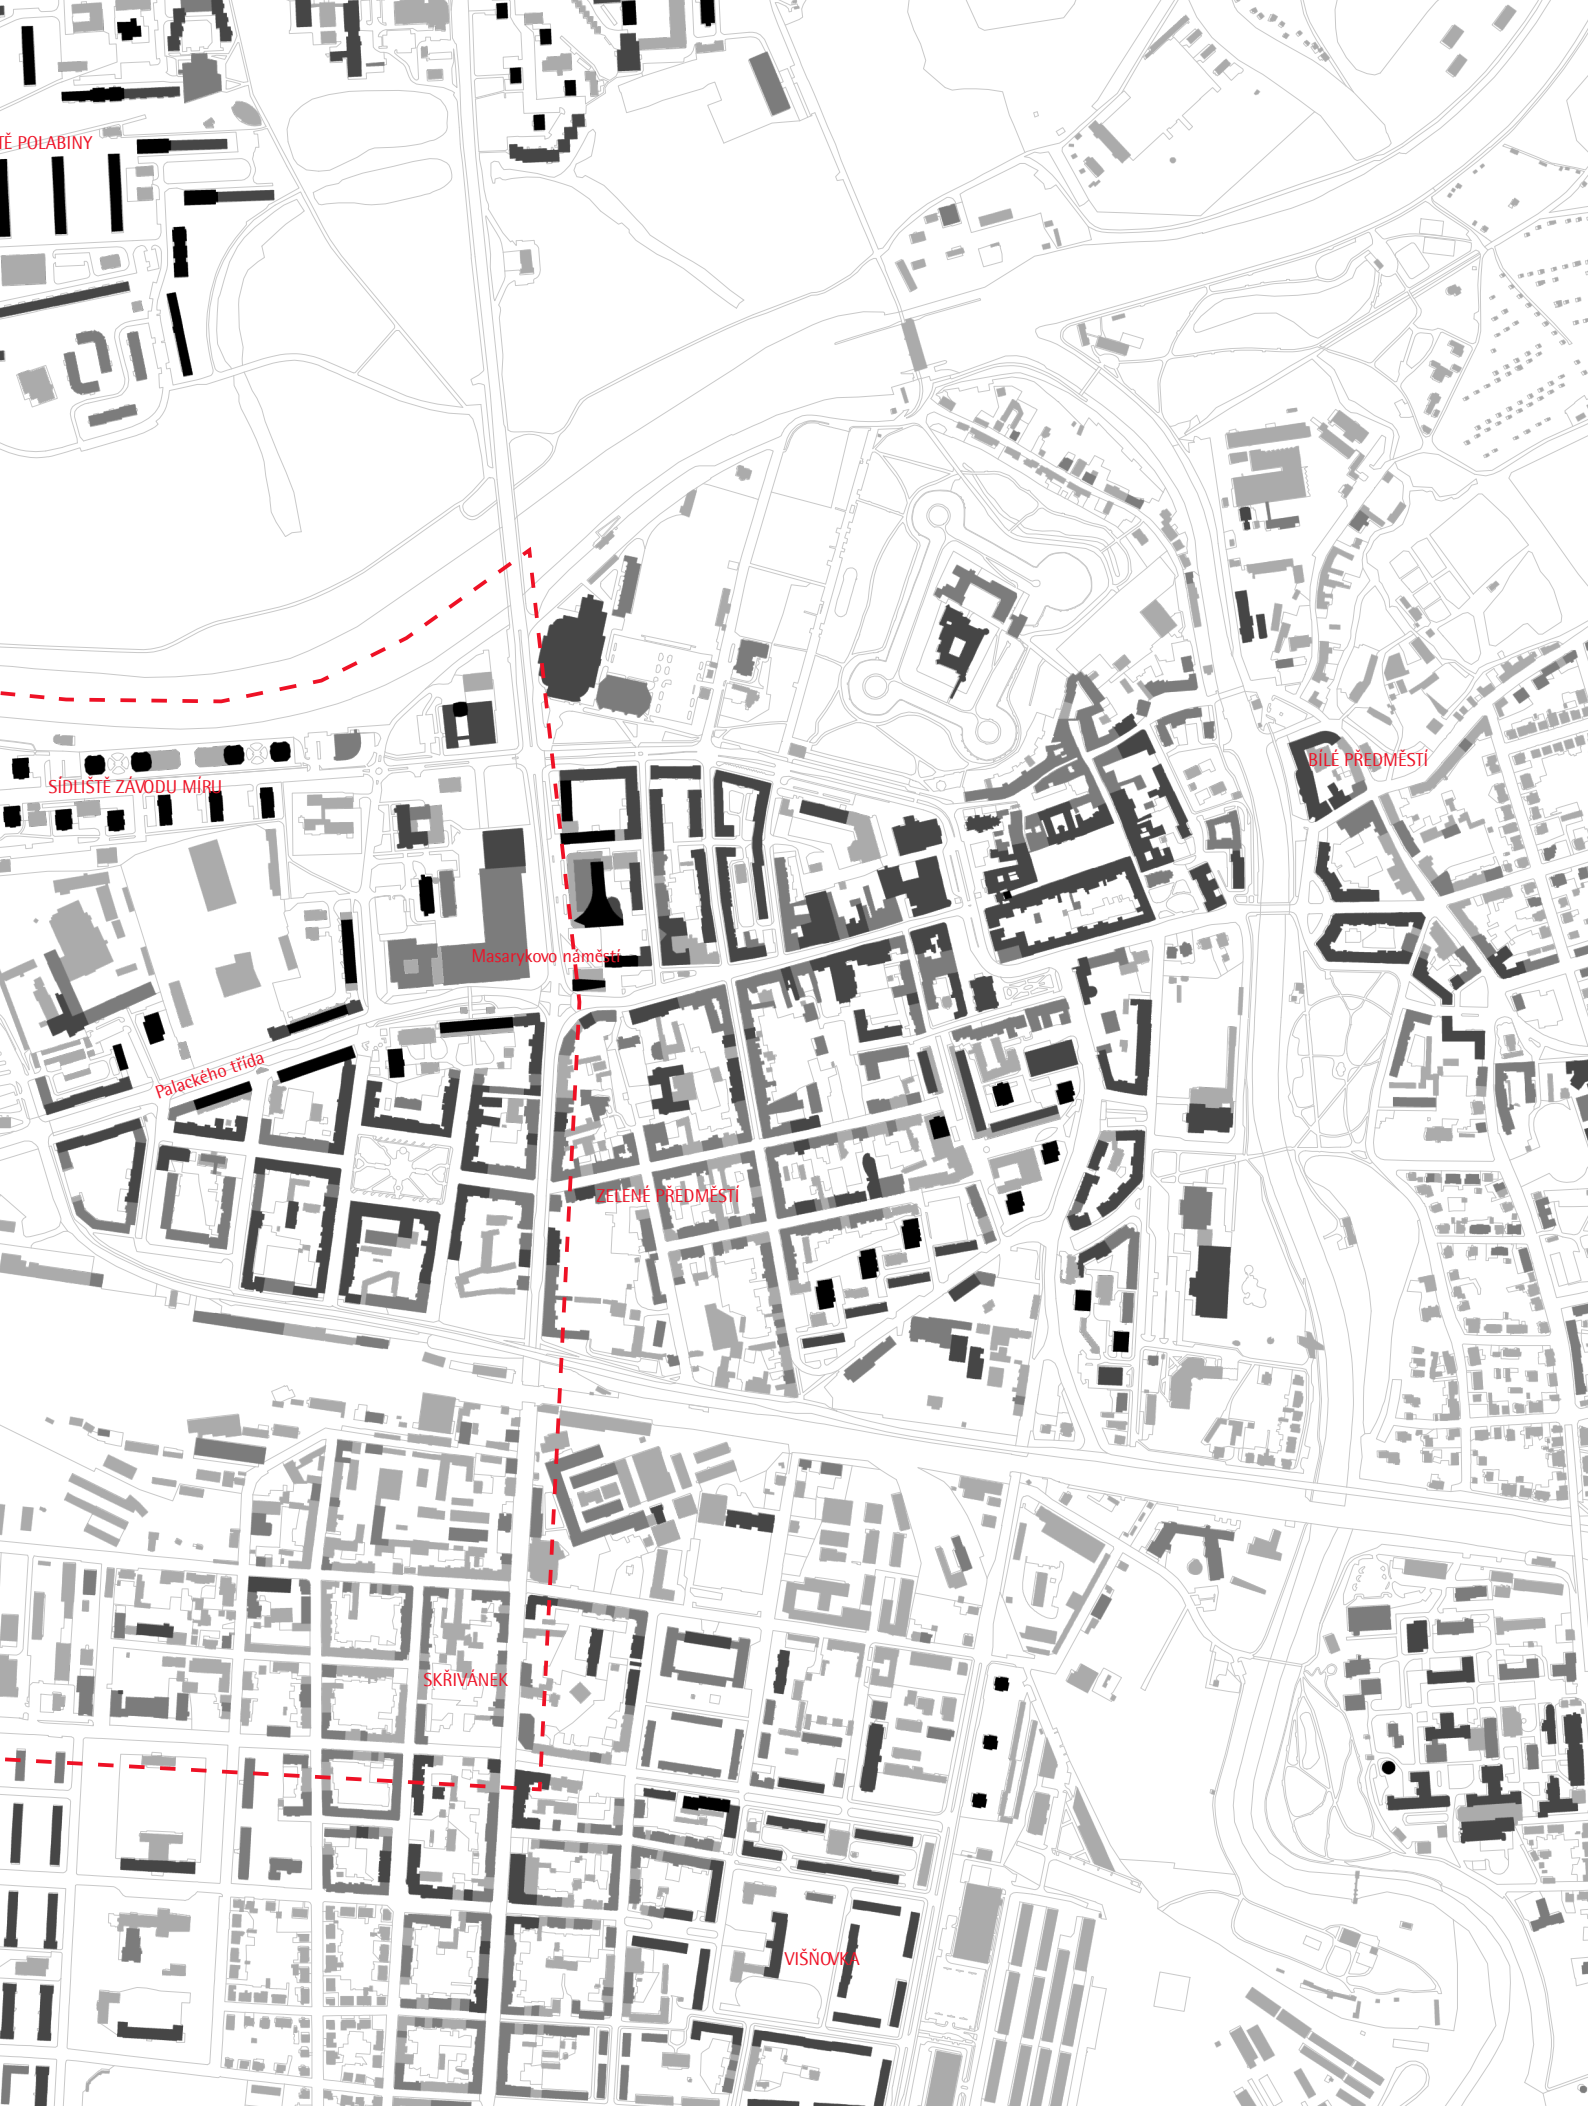 TĚ POLABINY
BÍLÉ PŘEDMĚSTÍ
SÍDLIŠTĚ ZÁVODU MÍRU
Masarykovo náměstí
Palackého třída
ZELENÉ PŘEDMĚSTÍ
SKŘIVÁNEK
VIŠŇOVKA